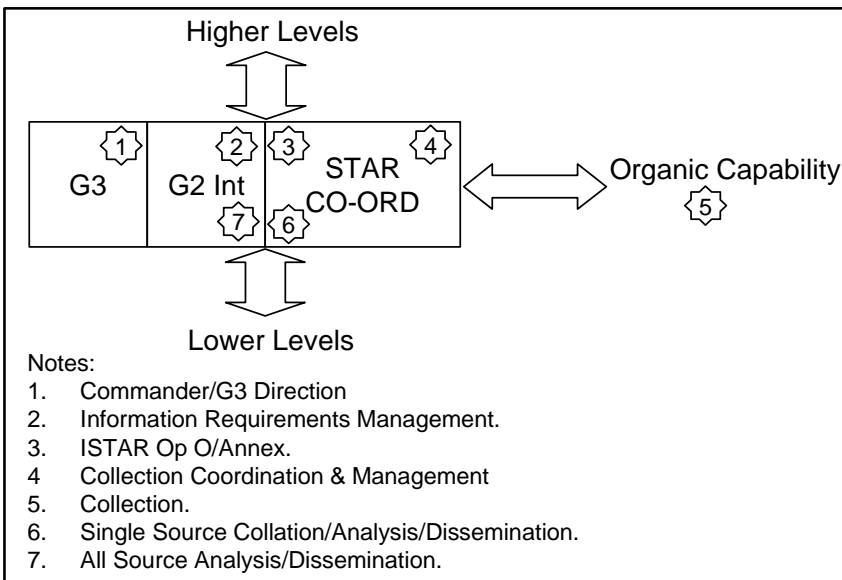 Higher Levels
1 2 3 4
G3 G2 Int STAR CO-ORD
7 6
Organic Capability
5
Lower Levels
Notes:
1. Commander/G3 Direction
2. Information Requirements Management.
3. ISTAR Op O/Annex.
4 Collection Coordination & Management
5. Collection.
6. Single Source Collation/Analysis/Dissemination.
7. All Source Analysis/Dissemination.